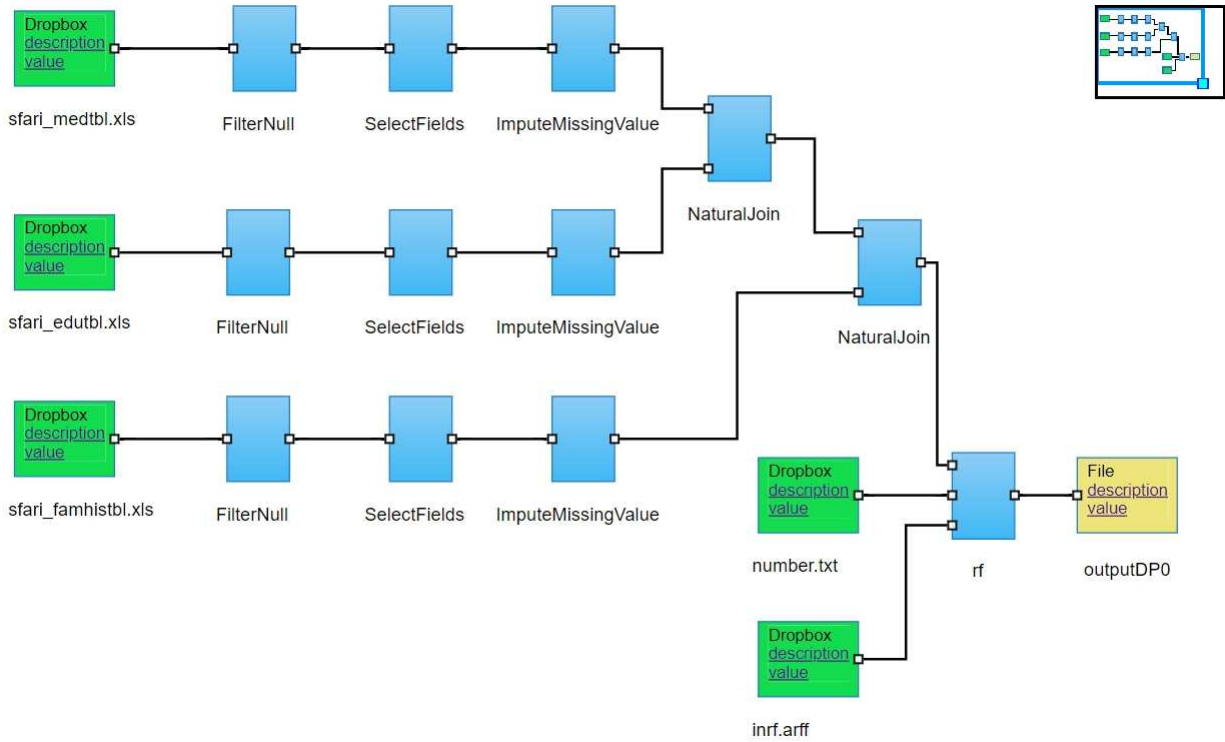 Dropbox
description
value
sfari_medtbl.xls
FilterNull
SelectFields
ImputeMissingValue
NaturalJoin
Dropbox
description
value
sfari_edutbl.xls
FilterNull
SelectFields
ImputeMissingValue
NaturalJoin
Dropbox
description
value
sfari_famhistbl.xls
FilterNull
SelectFields
ImputeMissingValue
Dropbox
description
value
number.txt
rf
File
description
value
outputDP0
Dropbox
description
value
inrf.arff